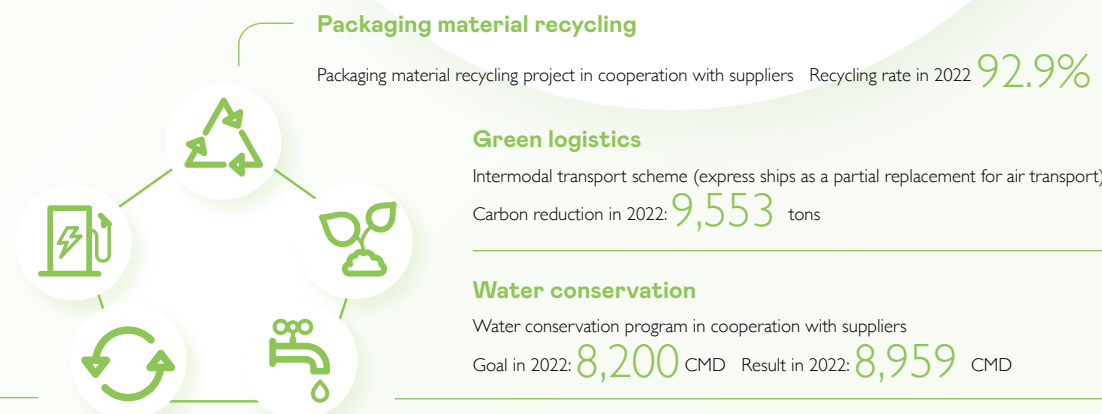 Packaging material recycling
Packaging material recycling project in cooperation with suppliers Recycling rate in 2022 92.9%
Green logistics
Intermodal transport scheme (express ships as a partial replacement for air transport)
Carbon reduction in 2022: 9,553 tons
Water conservation
Water conservation program in cooperation with suppliers
Goal in 2022: 8,200 CMD Result in 2022: 8,959 CMD